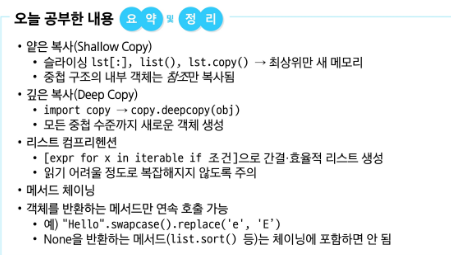 오늘 공부한 내용 요약 및 정리
• 얕은 복사(Shallow Copy)
• 슬라이싱 lst[:], list(), lst.copy() → 최상위만 새 메모리
• 중첩 구조의 내부 객체는 참조만 복사됨
• 깊은 복사(Deep Copy)
• import copy → copy.deepcopy(obj)
• 모든 중첩 수준까지 새로운 객체 생성
• 리스트 컴프리헨션
• [expr for x in iterable if 조건]으로 간결·효율적 리스트 생성
• 읽기 어려울 정도로 복잡해지지 않도록 주의
• 메서드 체이닝
• 객체를 반환하는 메서드만 연속 호출 가능
• 예) "Hello".swapcase().replace('e', 'E')
• None을 반환하는 메서드(list.sort() 등)는 체이닝에 포함하면 안 됨